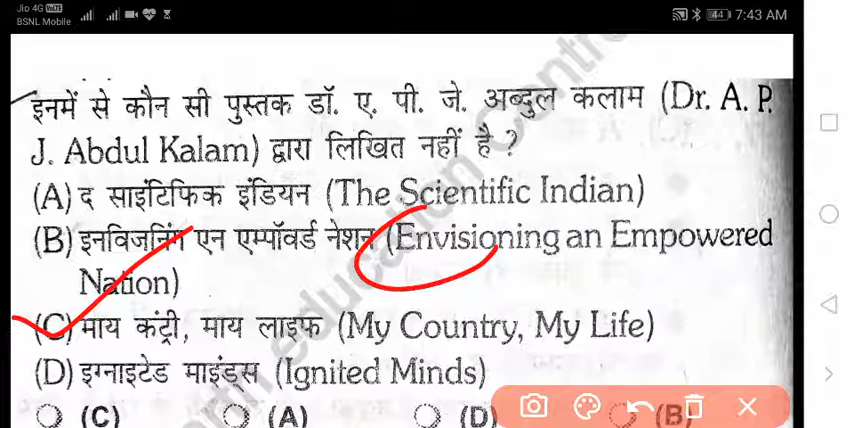 Jio 4G VoLTE
BSNL Mobile
44 7:43 AM
इनमें से कौन सी पुस्तक डॉ. ए. पी. जे. अब्दुल कलाम (Dr. A. P.
J. Abdul Kalam) द्वारा लिखित नहीं है ?
(A) द साइंटिफिक इंडियन (The Scientific Indian)
(B) इनविजनिंग एन एम्पॉवर्ड नेशन (Envisioning an Empowered
Nation)
(C) माय कंट्री, माय लाइफ (My Country, My Life)
(D) इग्नाइटेड माइंड्स (Ignited Minds)
(C) (A) (D) (B)